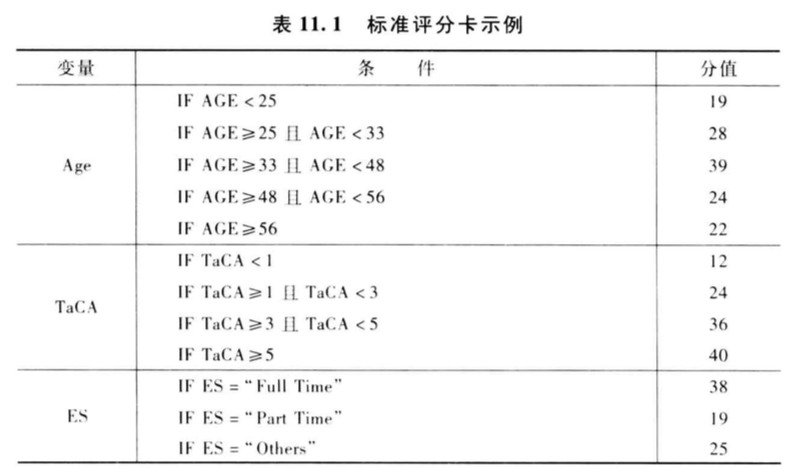 表 11.1 标准评分卡示例
变量 条 件 分值
IF AGE < 25 19
IF AGE ⩾ 25 且 AGE < 33 28
Age IF AGE ⩾ 33 且 AGE < 48 39
IF AGE ⩾ 48 且 AGE < 56 24
IF AGE ⩾ 56 22
IF TaCA < 1 12
IF TaCA ⩾ 1 且 TaCA < 3 24
TaCA
IF TaCA ⩾ 3 且 TaCA < 5 36
IF TaCA ⩾ 5 40
IF ES = “Full Time” 38
ES IF ES = “Part Time” 19
IF ES = “Others” 25